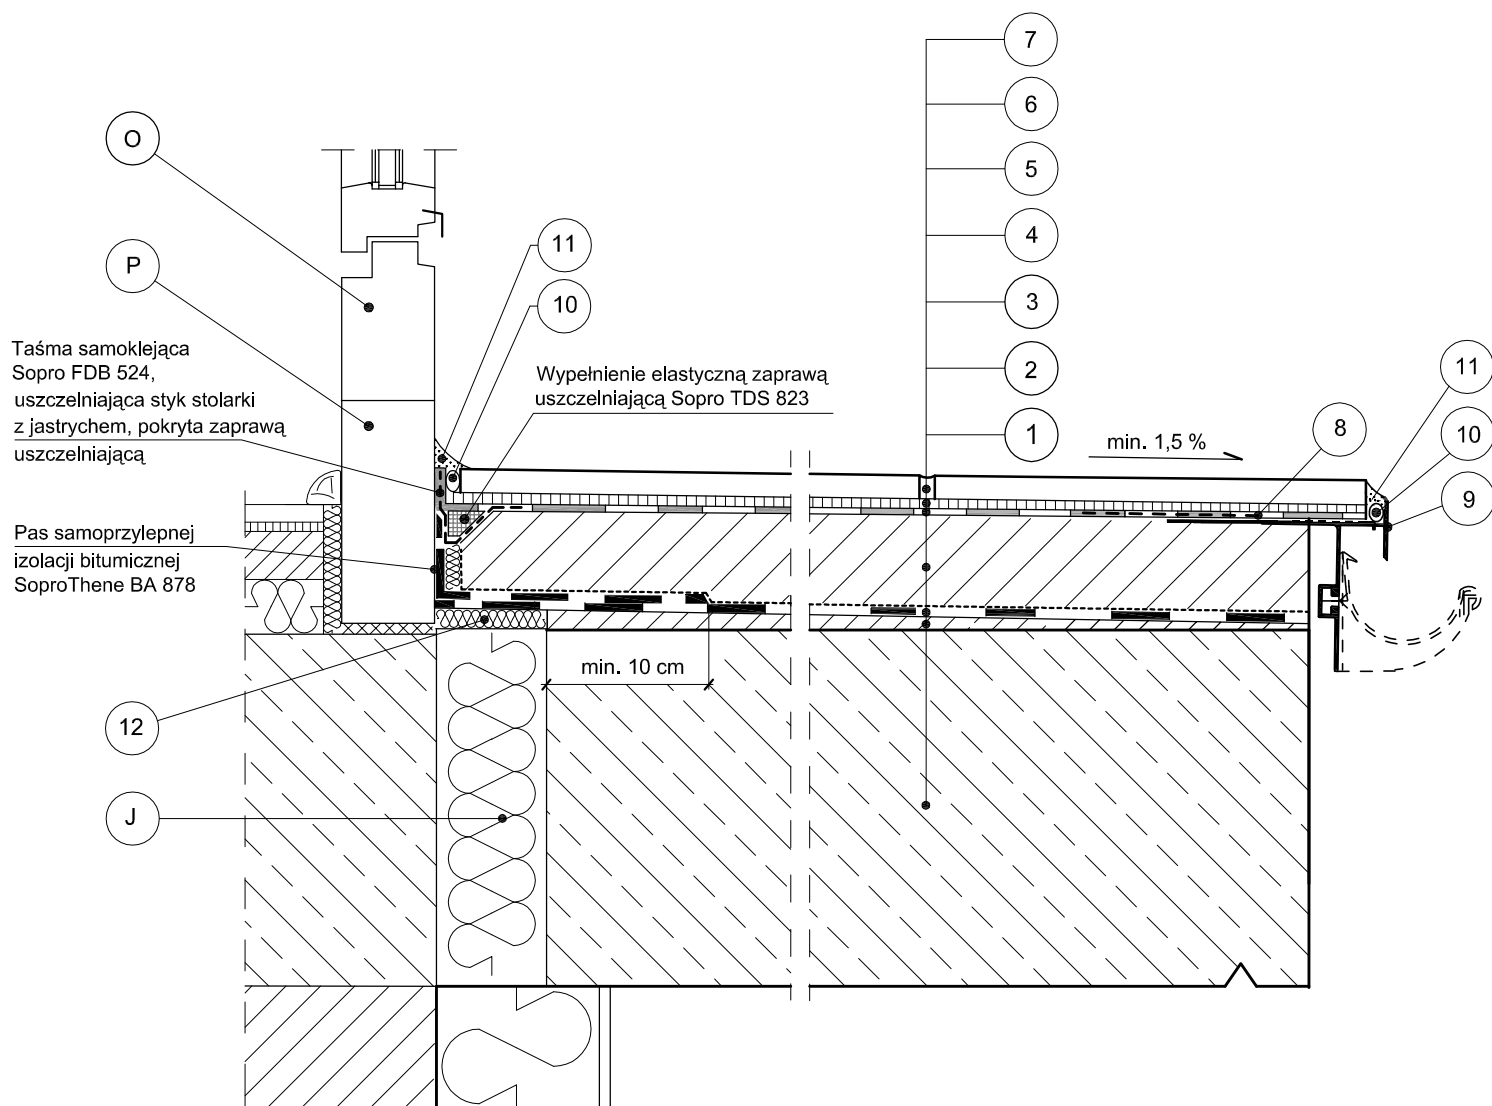 7
6
5
4
3
2
1
O
P
11
10
Taśma samoklejąca
Sopro FDB 524,
uszczelniająca styk stolarki
z jastrychem, pokryta zaprawą
uszczelniającą
Wypełnienie elastyczną zaprawą
uszczelniającą Sopro TDS 823
min. 1,5 %
8
11
10
9
Pas samoprzylepnej
izolacji bitumicznej
SoproThene BA 878
min. 10 cm
12
J